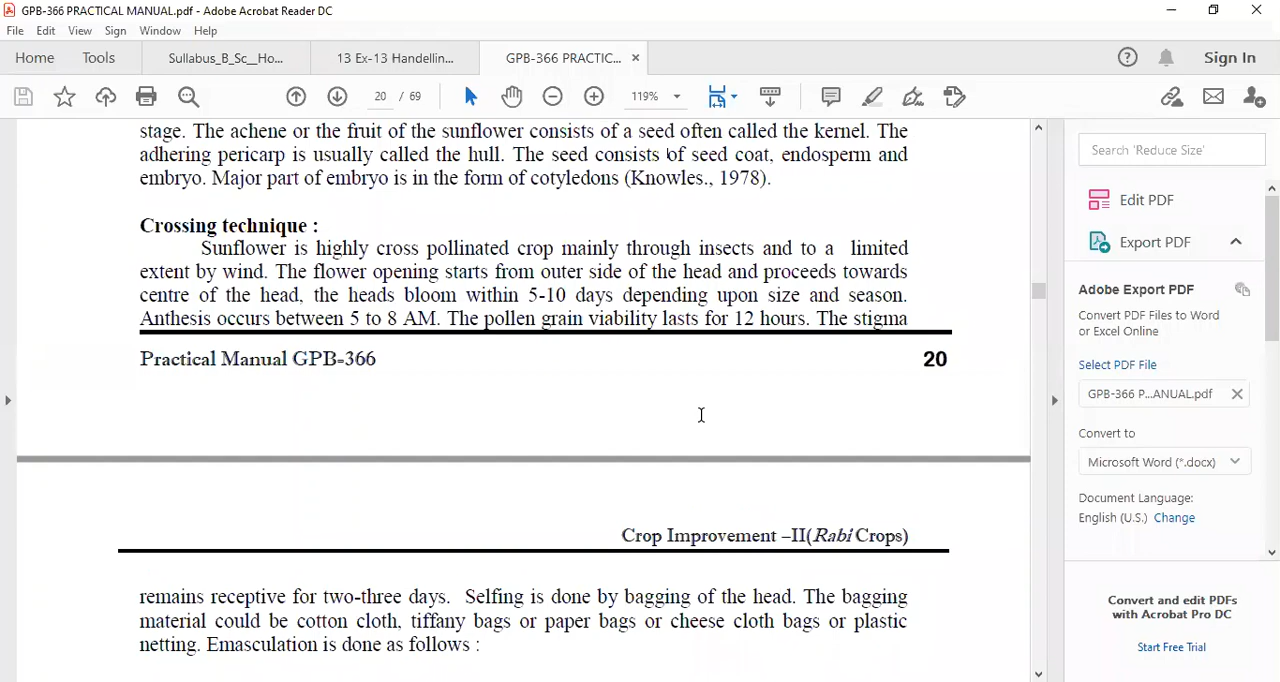 GPB-366 PRACTICAL MANUAL.pdf - Adobe Acrobat Reader DC
File Edit View Sign Window Help
Home Tools Sullabus_B_Sc__Ho... 13 Ex-13 Handellin... GPB-366 PRACTIC... × Sign In
20 / 69 119%
stage. The achene or the fruit of the sunflower consists of a seed often called the kernel. The
adhering pericarp is usually called the hull. The seed consists of seed coat, endosperm and
embryo. Major part of embryo is in the form of cotyledons (Knowles., 1978).
Crossing technique :
Sunflower is highly cross pollinated crop mainly through insects and to a limited
extent by wind. The flower opening starts from outer side of the head and proceeds towards
centre of the head, the heads bloom within 5-10 days depending upon size and season.
Anthesis occurs between 5 to 8 AM. The pollen grain viability lasts for 12 hours. The stigma
Practical Manual GPB-366 20
Crop Improvement –II(Rabi Crops)
remains receptive for two-three days. Selfing is done by bagging of the head. The bagging
material could be cotton cloth, tiffany bags or paper bags or cheese cloth bags or plastic
netting. Emasculation is done as follows :
Search 'Reduce Size'
Edit PDF
Export PDF
Adobe Export PDF
Convert PDF Files to Word
or Excel Online
Select PDF File
GPB-366 P...ANUAL.pdf ×
Convert to
Microsoft Word (*.docx)
Document Language:
English (U.S.) Change
Convert and edit PDFs
with Acrobat Pro DC
Start Free Trial